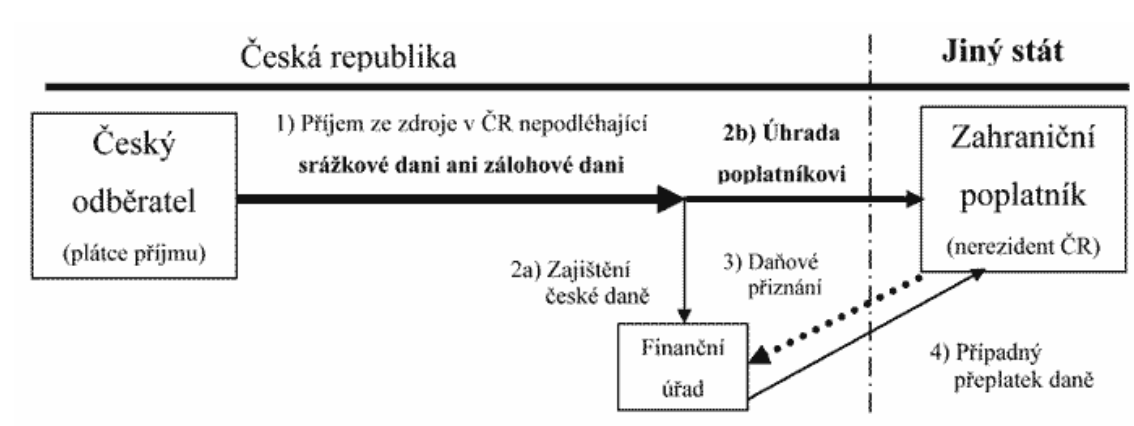 Česká republika
Jiný stát
Český
odběratel
(plátce příjmu)
1) Příjem ze zdroje v ČR nepodléhající
srážkové dani ani zálohové dani
2b) Úhrada
poplatníkovi
Zahraniční
poplatník
(nerezident ČR)
2a) Zajištění
české daně
3) Daňové
přiznání
Finanční
úřad
4) Případný
přeplatek daně